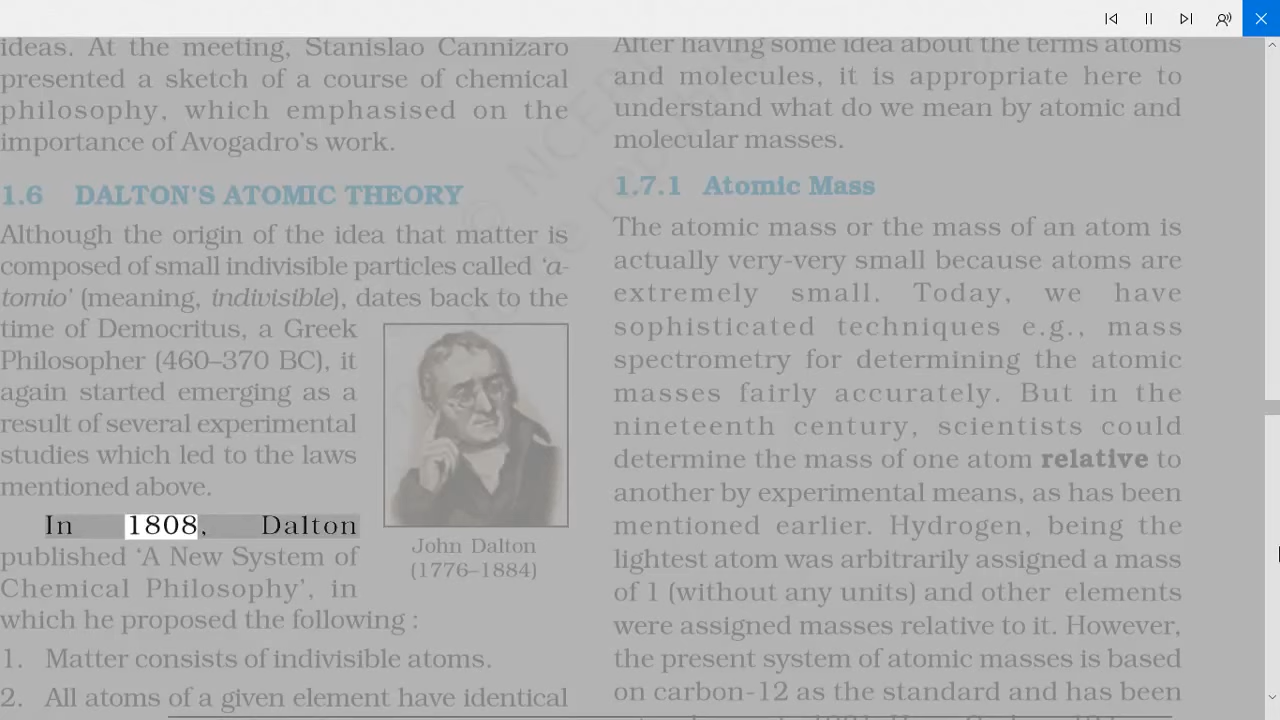 ideas. At the meeting, Stanislao Cannizaro
presented a sketch of a course of chemical
philosophy, which emphasised on the
importance of Avogadro's work.
1.6 DALTON'S ATOMIC THEORY
Although the origin of the idea that matter is
composed of small indivisible particles called 'a-
tomio' (meaning, indivisible), dates back to the
time of Democritus, a Greek
Philosopher (460–370 BC), it
again started emerging as a
result of several experimental
studies which led to the laws
mentioned above.
In 1808, Dalton
published 'A New System of
Chemical Philosophy', in
which he proposed the following :
1. Matter consists of indivisible atoms.
2. All atoms of a given element have identical
John Dalton
(1776–1884)
After having some idea about the terms atoms
and molecules, it is appropriate here to
understand what do we mean by atomic and
molecular masses.
1.7.1 Atomic Mass
The atomic mass or the mass of an atom is
actually very-very small because atoms are
extremely small. Today, we have
sophisticated techniques e.g., mass
spectrometry for determining the atomic
masses fairly accurately. But in the
nineteenth century, scientists could
determine the mass of one atom relative to
another by experimental means, as has been
mentioned earlier. Hydrogen, being the
lightest atom was arbitrarily assigned a mass
of 1 (without any units) and other elements
were assigned masses relative to it. However,
the present system of atomic masses is based
on carbon-12 as the standard and has been